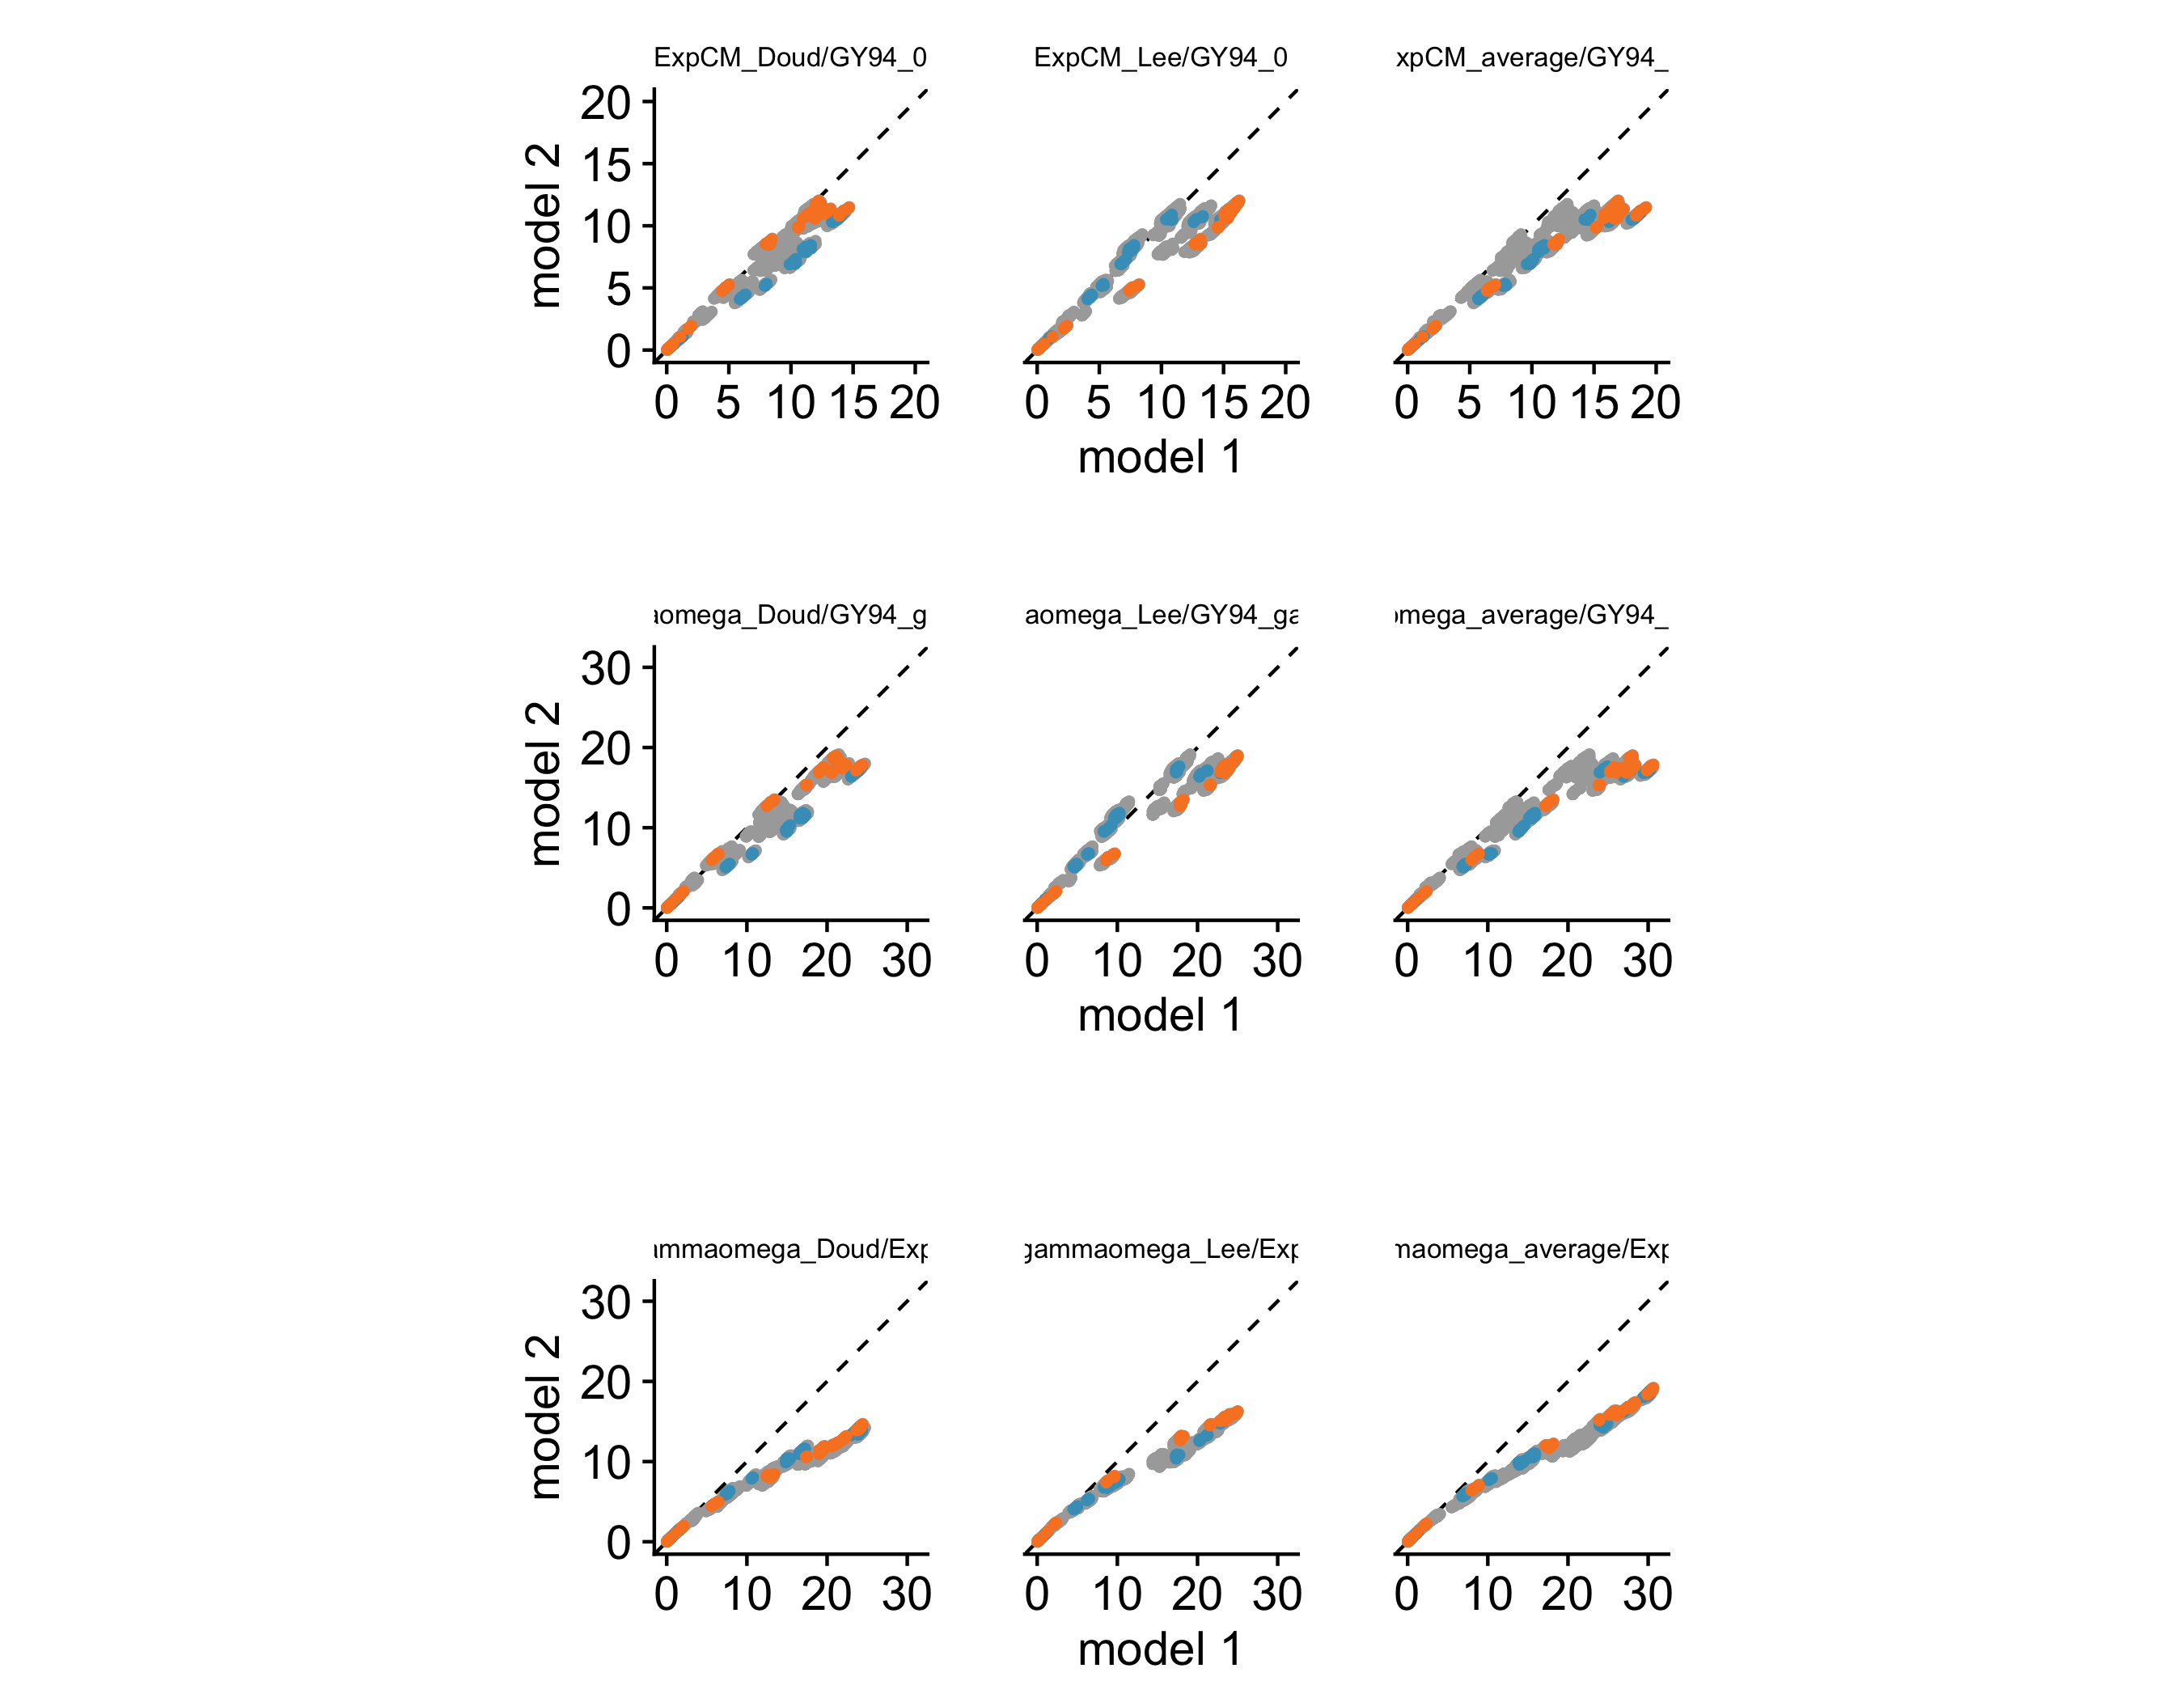 ExpCM_Doud/GY94_0 ExpCM_Lee/GY94_0 xpCM_average/GY94_
20
15
10
5
0
model 2
0 5 10 15 20 0 5 10 15 20 0 5 10 15 20
model 1
aomega_Doud/GY94_g aomega_Lee/GY94_ga omega_average/GY94_
30
20
10
0
model 2
0 10 20 30 0 10 20 30 0 10 20 30
model 1
ammaomega_Doud/Exp gammaomega_Lee/Exp maomega_average/Exp
30
20
10
0
model 2
0 10 20 30 0 10 20 30 0 10 20 30
model 1